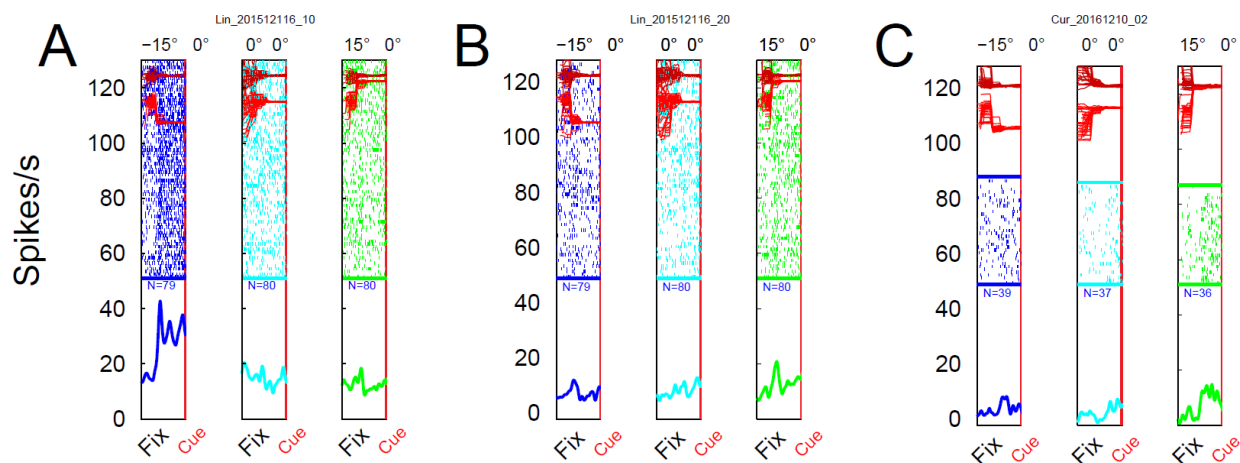 Lin_201512116_10
Lin_201512116_20
Cur_20161210_02
A
B
C
−15° 0°
0° 0°
15° 0°
−15° 0°
0° 0°
15° 0°
−15° 0°
0° 0°
15° 0°
Spikes/s
120
100
80
60
40
20
0
N=79
N=80
N=80
Fix Cue
Fix Cue
Fix Cue
120
100
80
60
40
20
0
N=79
N=80
N=80
Fix Cue
Fix Cue
Fix Cue
120
100
80
60
40
20
0
N=39
N=37
N=36
Fix Cue
Fix Cue
Fix Cue